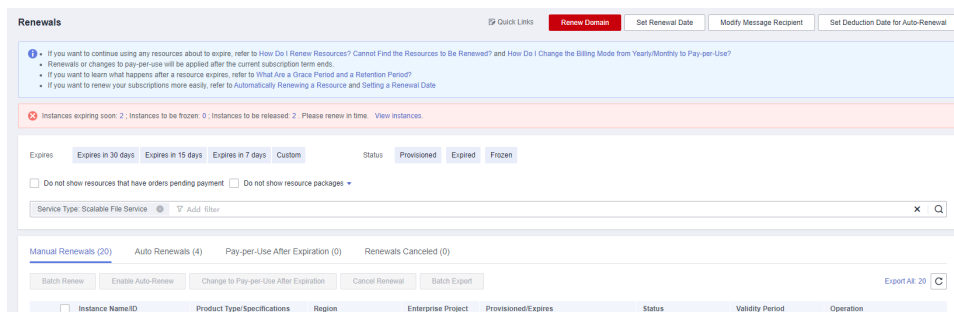 Renewals
Quick Links
Renew Domain
Set Renewal Date
Modify Message Recipient
Set Deduction Date for Auto-Renewal
If you want to continue using any resources about to expire, refer to How Do I Renew Resources? Cannot Find the Resources to Be Renewed? and How Do I Change the Billing Mode from Yearly/Monthly to Pay-per-Use?
Renewals or changes to pay-per-use will be applied after the current subscription term ends.
If you want to learn what happens after a resource expires, refer to What Are a Grace Period and a Retention Period?
If you want to renew your subscriptions more easily, refer to Automatically Renewing a Resource and Setting a Renewal Date
Instances expiring soon: 2 ; Instances to be frozen: 0 ; Instances to be released: 2 . Please renew in time. View Instances.
Expires Expires in 30 days Expires in 15 days Expires in 7 days Custom Status Provisioned Expired Frozen
Do not show resources that have orders pending payment Do not show resource packages
Service Type: Scalable File Service Add filter
Manual Renewals (20) Auto Renewals (4) Pay-per-Use After Expiration (0) Renewals Canceled (0)
Batch Renew Enable Auto-Renew Change to Pay-per-Use After Expiration Cancel Renewal Batch Export Export All: 20
Instance Name/ID Product Type/Specifications Region Enterprise Project Provisioned/Expires Status Validity Period Operation